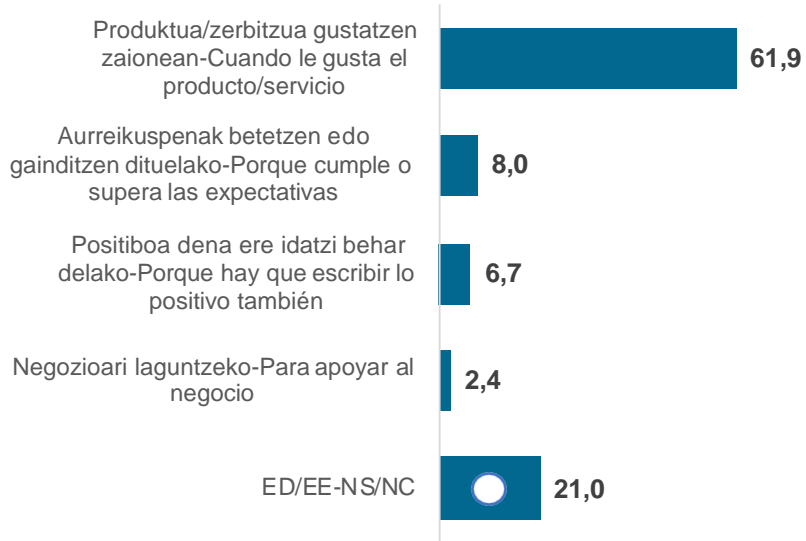 Produktua/zerbitzua gustatzen
zaionean-Cuando le gusta el
producto/servicio
61,9
Aurreikuspenak betetzen edo
gainditzen dituelako-Porque cumple o
supera las expectativas
8,0
Positiboa dena ere idatzi behar
delako-Porque hay que escribir lo
positivo también
6,7
Negozioari laguntzeko-Para apoyar al
negocio
2,4
ED/EE-NS/NC
21,0